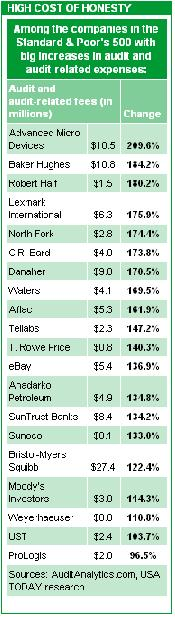 HIGH COST OF HONESTY
Among the companies in the
Standard & Poor's 500 with
big increases in audit and
audit related expenses:
Audit and
audit-related fees (in
millions) Change
Advanced Micro
Devices $10.5 209.6%
Baker Hughes $10.8 184.2%
Robert Half $1.5 180.2%
Lexmark
International $6.3 175.9%
North Fork $2.8 174.4%
C.R. Bard $4.0 173.8%
Danaher $9.0 170.5%
Waters $4.1 169.5%
Aflac $5.3 161.9%
Tellabs $2.3 147.2%
T. Rowe Price $0.8 140.3%
eBay $5.4 136.9%
Anadarko
Petroleum $4.9 134.8%
SunTrust Banks $8.4 134.2%
Sunoco 133.0%
Bristol-Myers
Squibb $27.4 122.4%
Moody's
Investors $3.0 114.3%
Weyerhaeuser 110.8%
UST $2.4 103.7%
ProLogis $2.0 96.5%
Sources: AuditAnalytics.com, USA
TODAY research